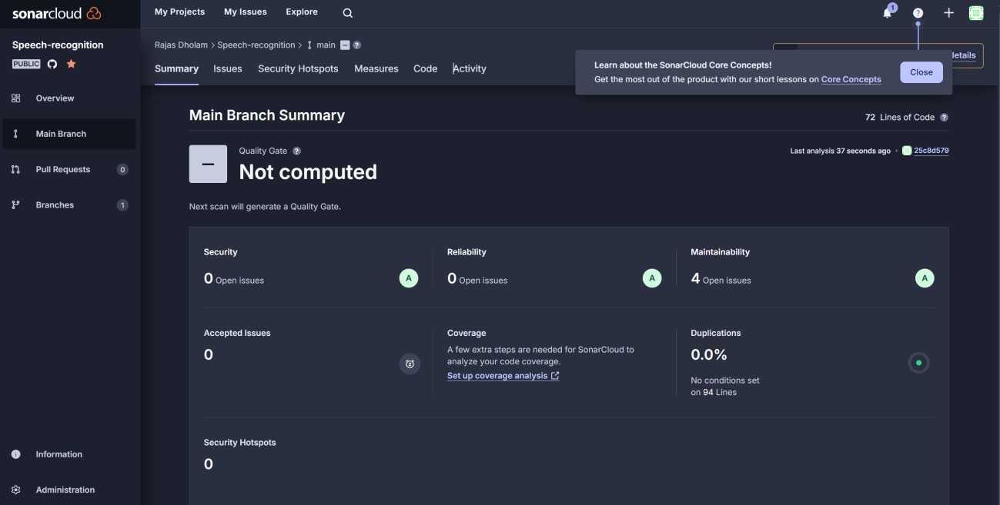 sonarcloud
My Projects My Issues Explore
1
?
Speech-recognition
PUBLIC
Rajas Dholam > Speech-recognition > main ?
Summary Issues Security Hotspots Measures Code Activity
Learn about the SonarCloud Core Concepts!
Get the most out of the product with our short lessons on Core Concepts
Close
Overview
Main Branch
Pull Requests 0
Branches 1
Information
Administration
Main Branch Summary
72 Lines of Code ?
Quality Gate ?
Not computed
Last analysis 37 seconds ago • 25c8d579
Next scan will generate a Quality Gate.
Security
0 Open issues A
Reliability
0 Open issues A
Maintainability
4 Open issues A
Accepted Issues
0
Coverage
A few extra steps are needed for SonarCloud to
analyze your code coverage.
Set up coverage analysis
Duplications
0.0%
No conditions set
on 94 Lines
Security Hotspots
0